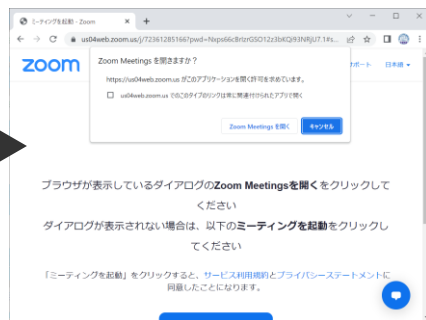 ミーティングを起動 - Zoom
us04web.zoom.us/j/72361285166?pwd=
zoom
サポート 日本語
Zoom Meetings を開きますか？
https://us04web.zoom.us がこのアプリケーションを開く許可を求めています。
us04web.zoom.us でのこのタイプのリンクは常に関連付けられたアプリで開く
Zoom Meetings を開く キャンセル
ブラウザが表示しているダイアログのZoom Meetingsを開くをクリックして
ください
ダイアログが表示されない場合は、以下のミーティングを起動をクリックし
てください
「ミーティングを起動」をクリックすると、サービス利用規約とプライバシーステートメントに
同意したことになります。